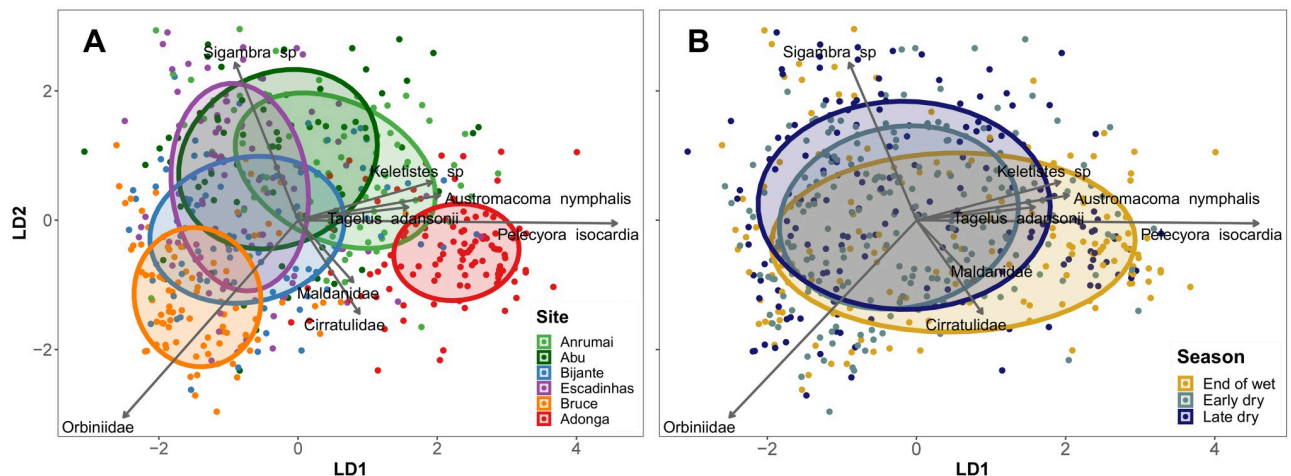 A
Sigambra sp
Keletistes sp
Austromacoma nymphalis
Tagelus adansonii
Pelecyora isocardia
Maldanidae
Cirratulidae
Orbiniidae
2
0
−2
LD2
−2
0
2
4
LD1
Site
Anrumai
Abu
Bijante
Escadinhas
Bruce
Adonga
B
Sigambra sp
Keletistes sp
Austromacoma nymphalis
Tagelus adansonii
Pelecyora isocardia
Maldanidae
Cirratulidae
Orbiniidae
−2
0
2
4
LD1
Season
End of wet
Early dry
Late dry